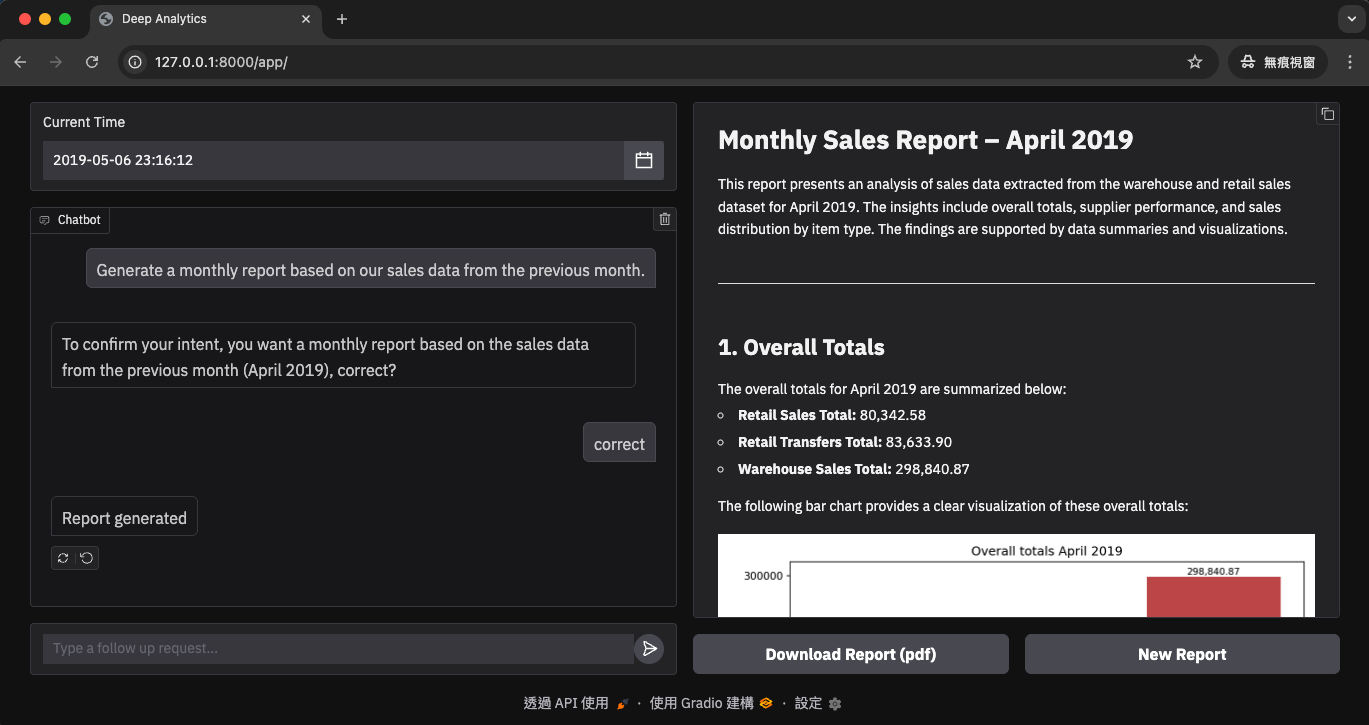 Deep Analytics
127.0.0.1:8000/app/
無痕視窗
Current Time
2019-05-06 23:16:12
Chatbot
Generate a monthly report based on our sales data from the previous month.
To confirm your intent, you want a monthly report based on the sales data
from the previous month (April 2019), correct?
correct
Report generated
Type a follow up request...
Monthly Sales Report – April 2019
This report presents an analysis of sales data extracted from the warehouse and retail sales
dataset for April 2019. The insights include overall totals, supplier performance, and sales
distribution by item type. The findings are supported by data summaries and visualizations.
1. Overall Totals
The overall totals for April 2019 are summarized below:
Retail Sales Total: 80,342.58
Retail Transfers Total: 83,633.90
Warehouse Sales Total: 298,840.87
The following bar chart provides a clear visualization of these overall totals:
Overall totals April 2019
298,840.87
300000
Download Report (pdf)
New Report
透過 API 使用 · 使用 Gradio 建構 · 設定